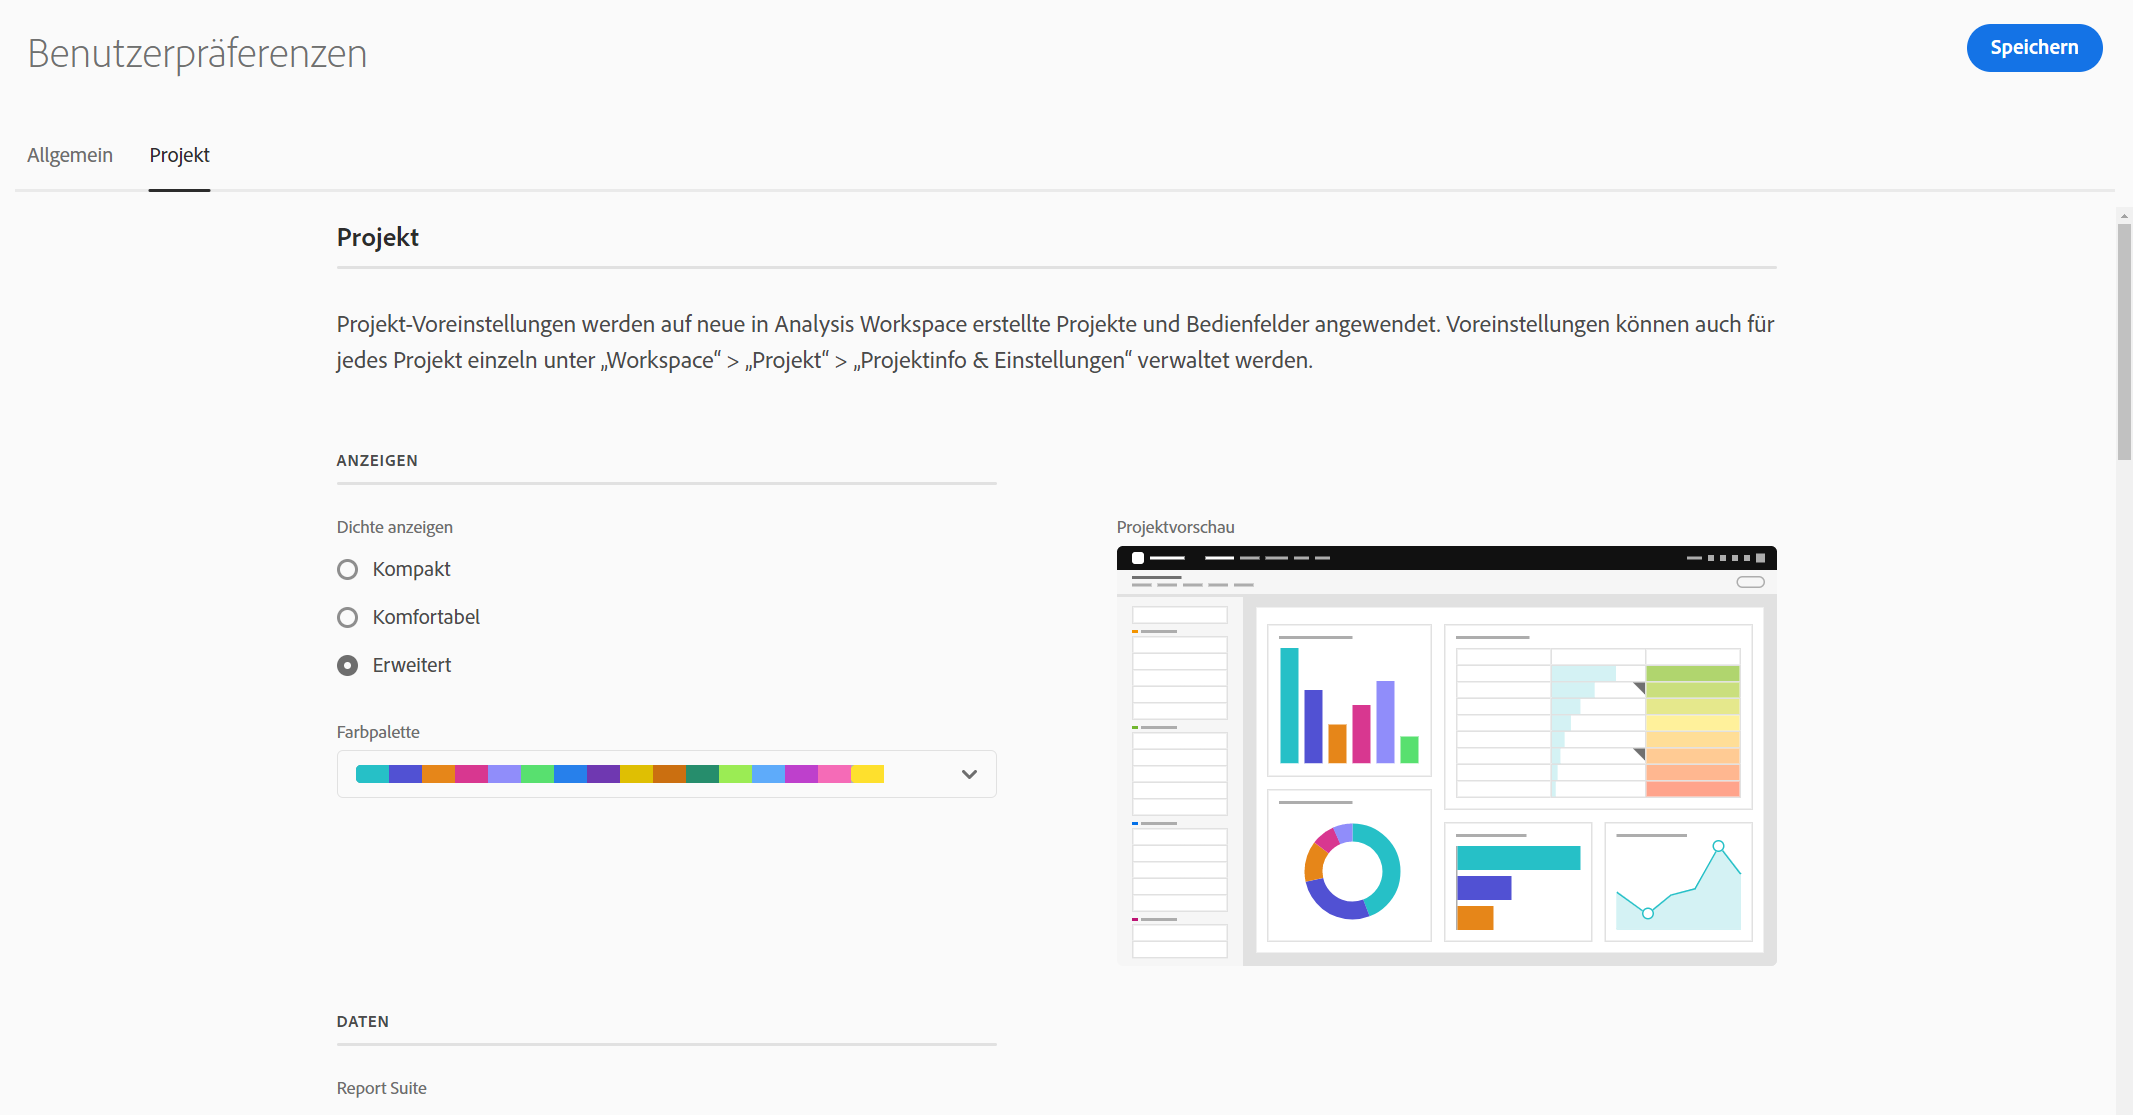 Benutzerpräferenzen
Speichern
Allgemein
Projekt
Projekt
Projekt-Voreinstellungen werden auf neue in Analysis Workspace erstellte Projekte und Bedienfelder angewendet. Voreinstellungen können auch für
jedes Projekt einzeln unter „Workspace“ > „Projekt“ > „Projektinfo & Einstellungen“ verwaltet werden.
ANZEIGEN
Dichte anzeigen
Kompakt
Komfortabel
Erweitert
Farbpalette
Projektvorschau
DATEN
Report Suite